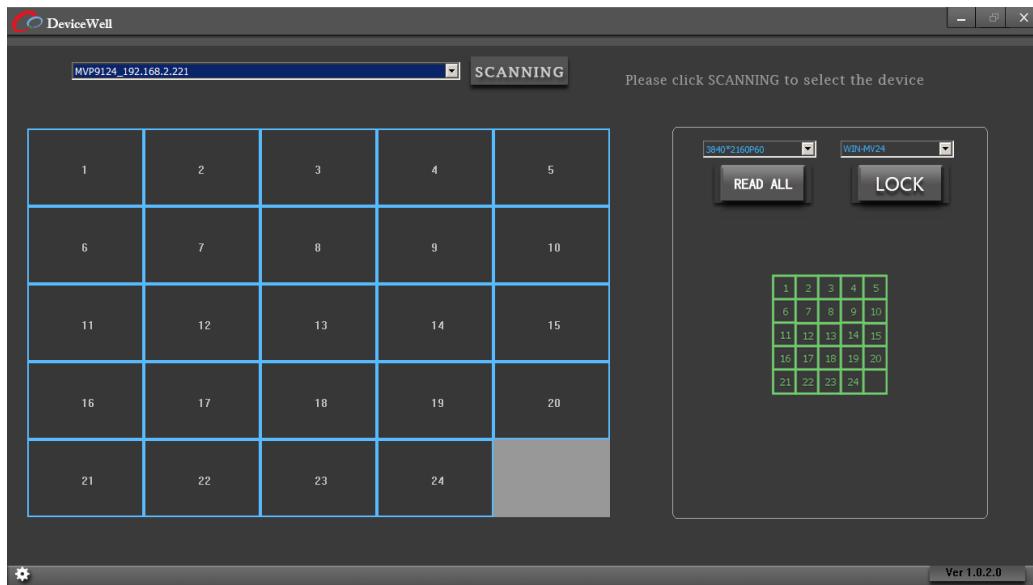 DeviceWell
MVP9124_192.168.2.221
SCANNING
Please click SCANNING to select the device
1 2 3 4 5
6 7 8 9 10
11 12 13 14 15
16 17 18 19 20
21 22 23 24
3840*2160P60
WIN-MV24
READ ALL
LOCK
1 2 3 4 5
6 7 8 9 10
11 12 13 14 15
16 17 18 19 20
21 22 23 24
Ver 1.0.2.0